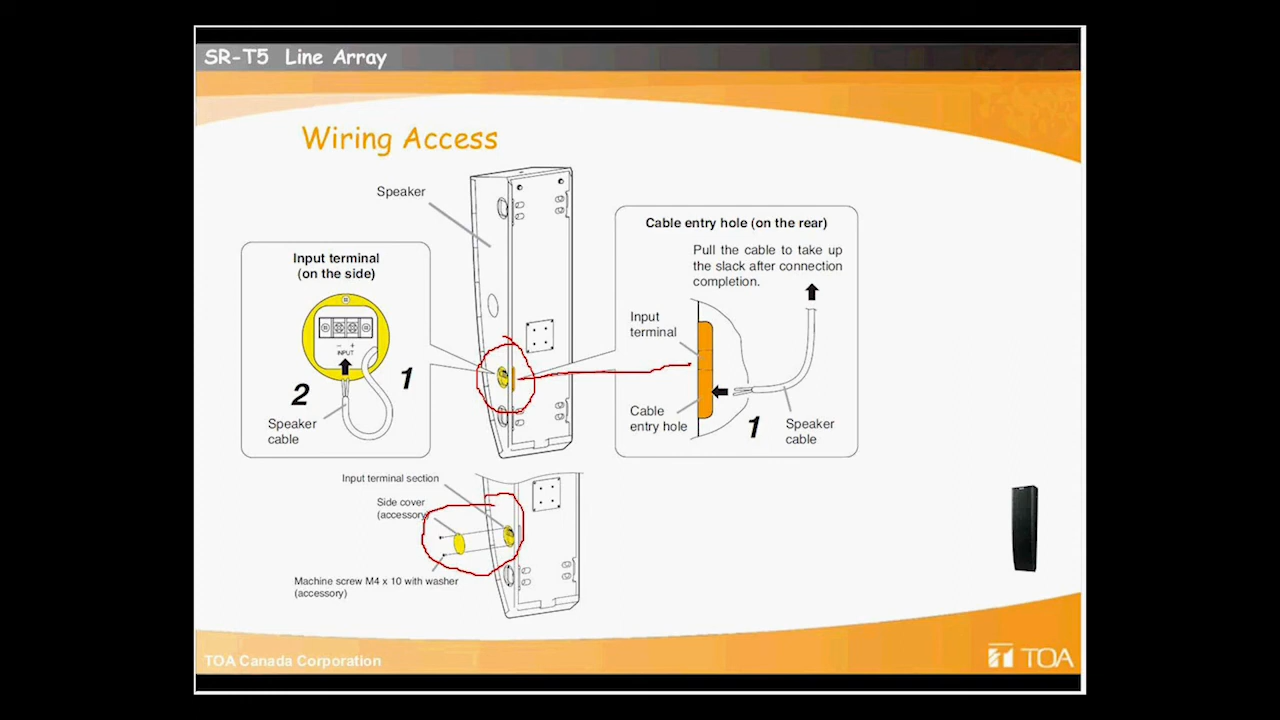 SR-T5 Line Array
Wiring Access
Speaker
Input terminal
(on the side)
- +
INPUT
2
1
Speaker
cable
Cable entry hole (on the rear)
Pull the cable to take up
the slack after connection
completion.
Input
terminal
Cable
entry hole
1
Speaker
cable
Input terminal section
Side cover
(accessory)
Machine screw M4 x 10 with washer
(accessory)
TOA Canada Corporation
TOA